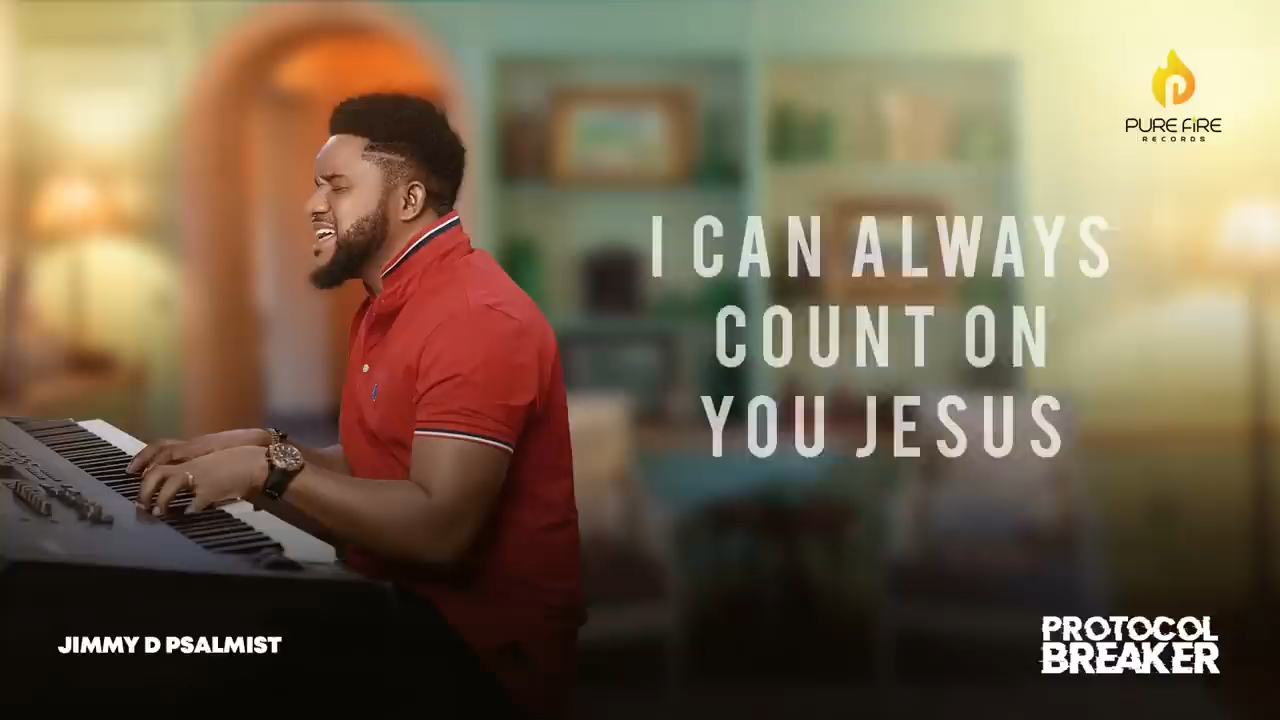 PURE FiRE
RECORDS
I CAN ALWAYS
COUNT ON
YOU JESUS
JIMMY D PSALMIST
PROTOCOL
BREAKER